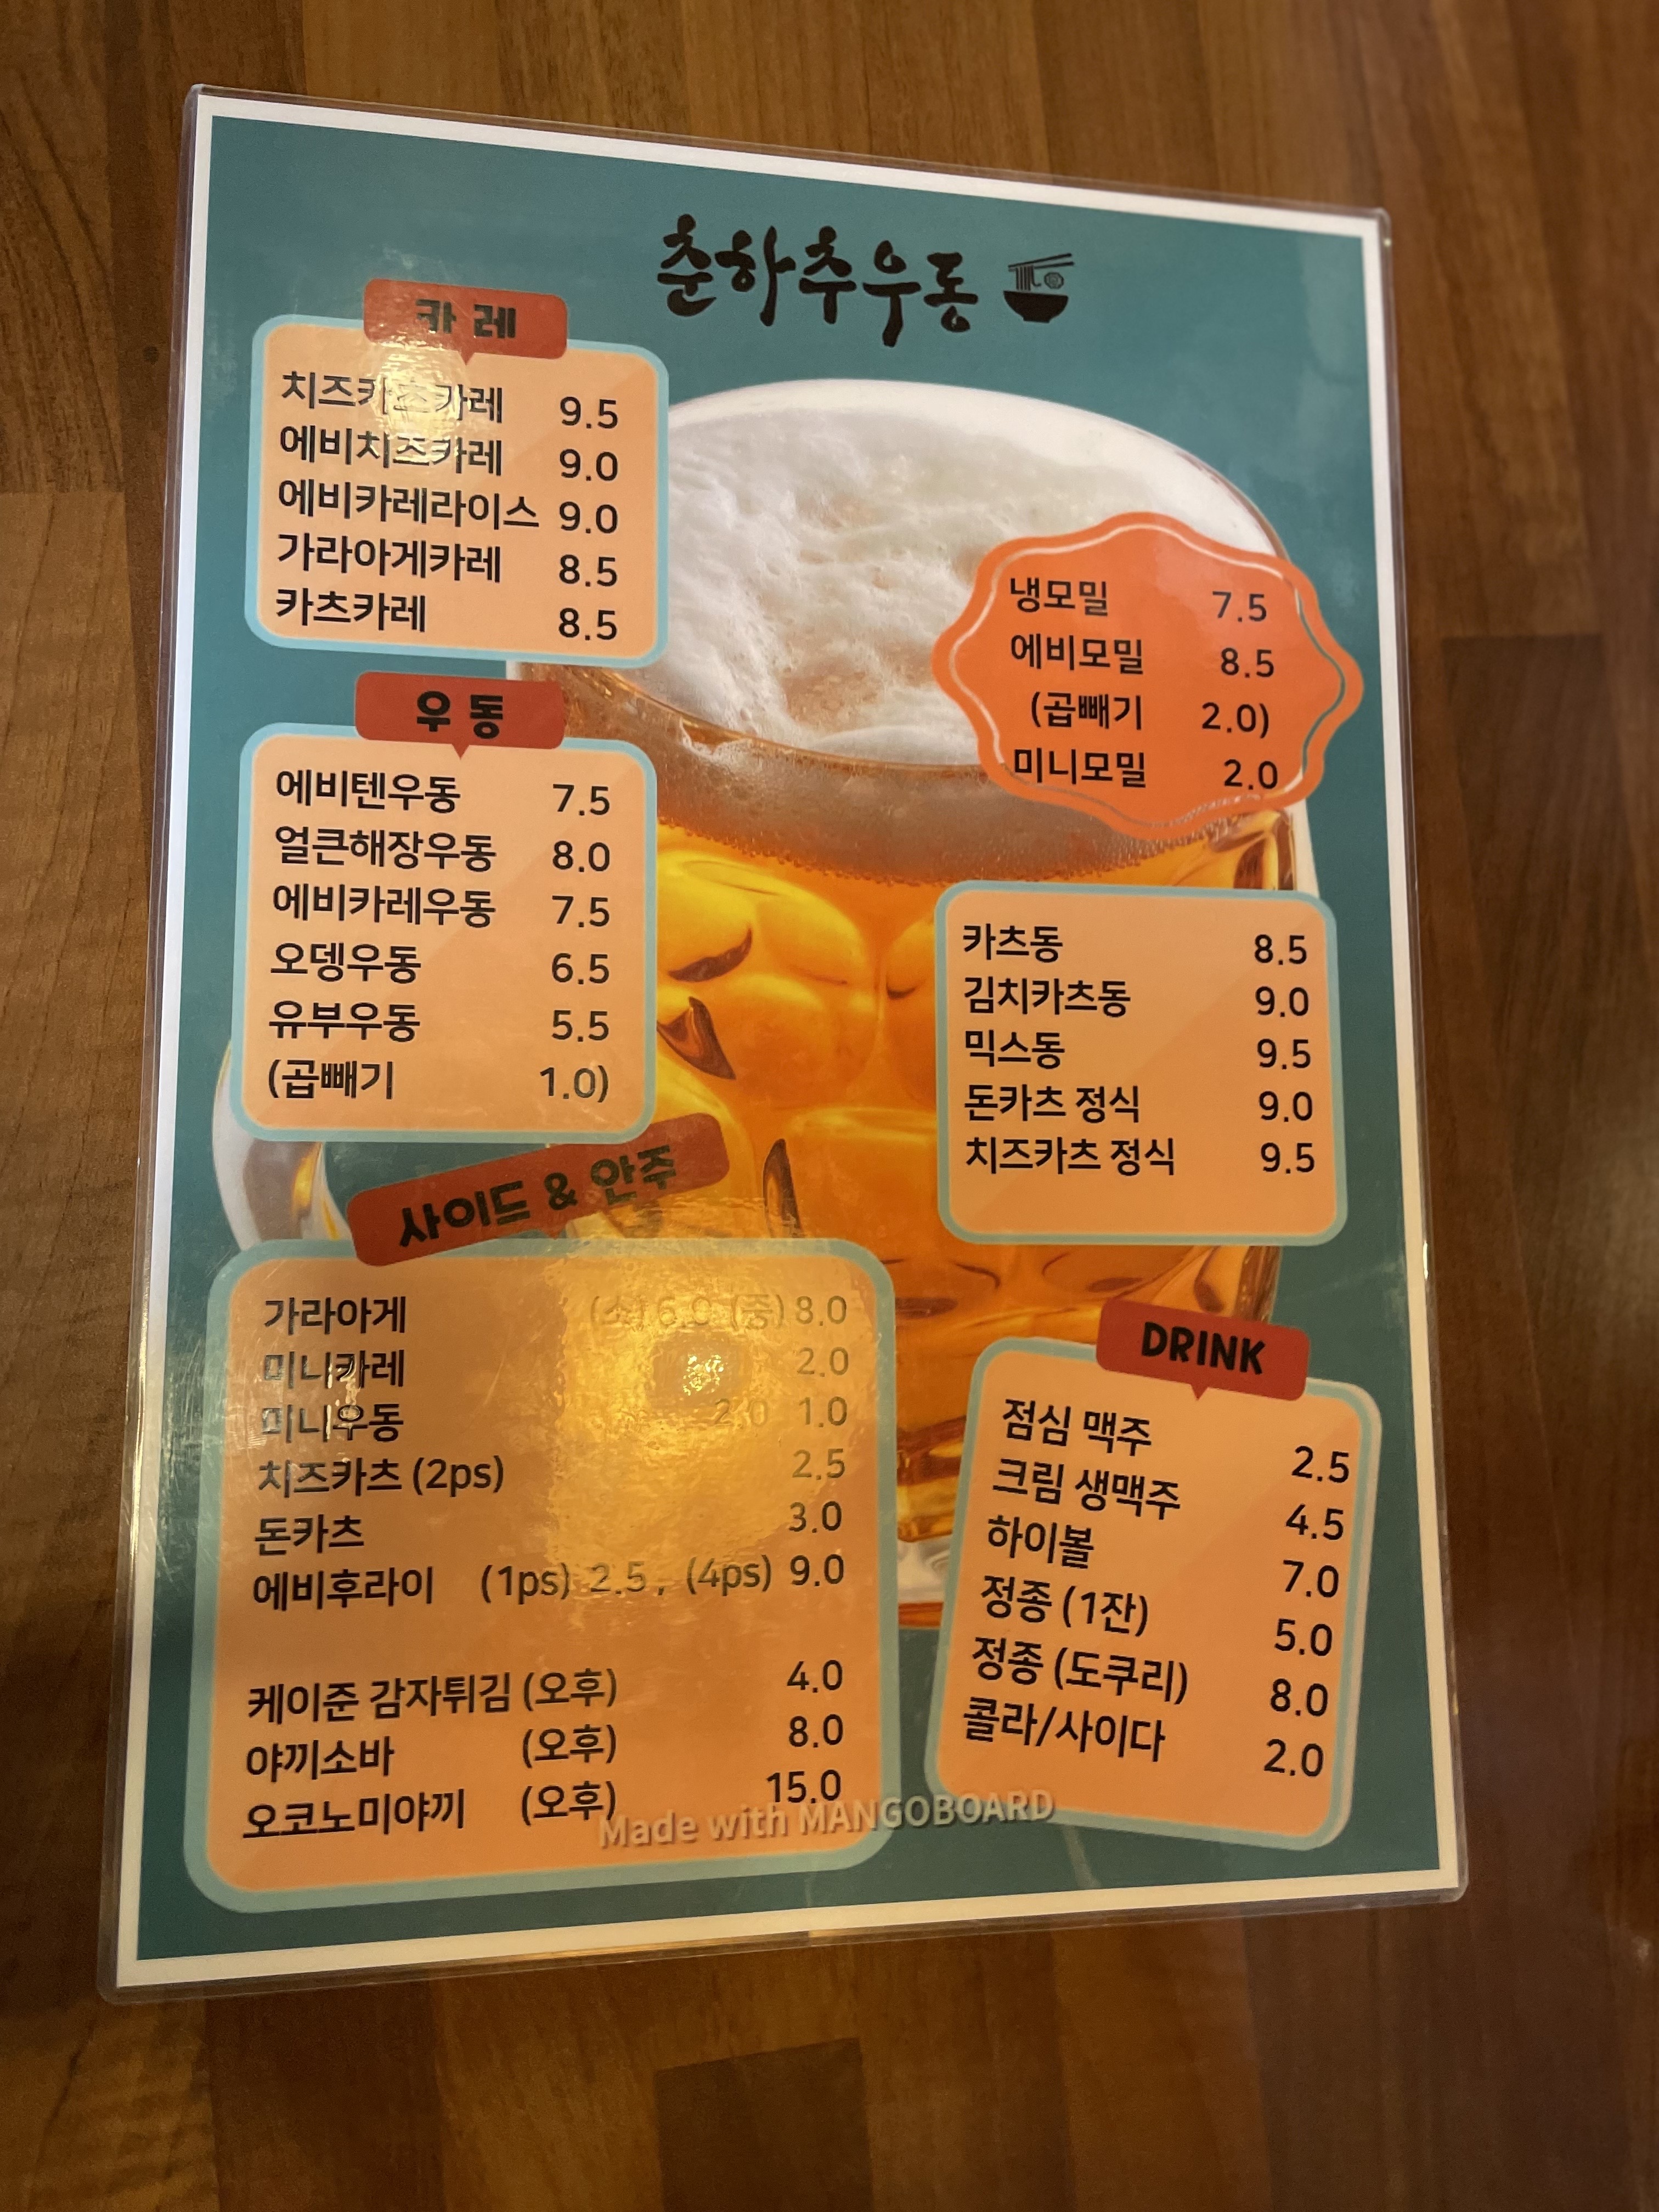 춘하추우동
카 레
치즈카츠카레 9.5
에비치즈카레 9.0
에비카레라이스 9.0
가라아게카레 8.5
카츠카레 8.5
냉모밀 7.5
에비모밀 8.5
(곱빼기 2.0)
미니모밀 2.0
우 동
에비텐우동 7.5
얼큰해장우동 8.0
에비카레우동 7.5
오뎅우동 6.5
유부우동 5.5
(곱빼기 1.0)
카츠동 8.5
김치카츠동 9.0
믹스동 9.5
돈카츠 정식 9.0
치즈카츠 정식 9.5
사이드 & 안주
가라아게 (소) 6.0 (중) 8.0
미니카레 2.0
미니우동 2.0 1.0
치즈카츠 (2ps) 2.5
돈카츠 3.0
에비후라이 (1ps) 2.5, (4ps) 9.0
케이준 감자튀김 (오후) 4.0
야끼소바 (오후) 8.0
오코노미야끼 (오후) 15.0
DRINK
점심 맥주 2.5
크림 생맥주 4.5
하이볼 7.0
정종 (1잔) 5.0
정종 (도쿠리) 8.0
콜라/사이다 2.0
Made with MANGOBOARD